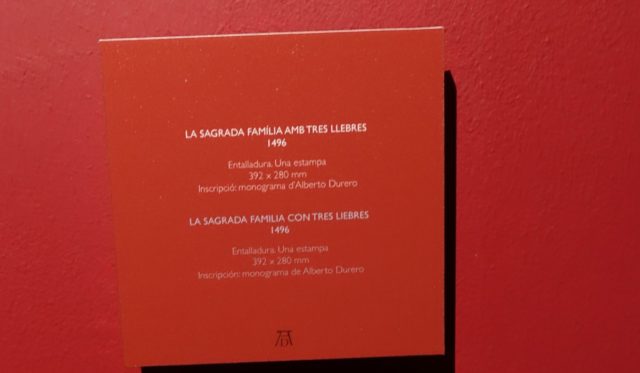 LA SAGRADA FAMÍLIA AMB TRES LLEBRES
1496
Entalladura. Una estampa
392 x 280 mm
Inscripció: monograma d'Alberto Durero
LA SAGRADA FAMILIA CON TRES LIEBRES
1496
Entalladura. Una estampa
392 x 280 mm
Inscripción: monograma de Alberto Durero
AD